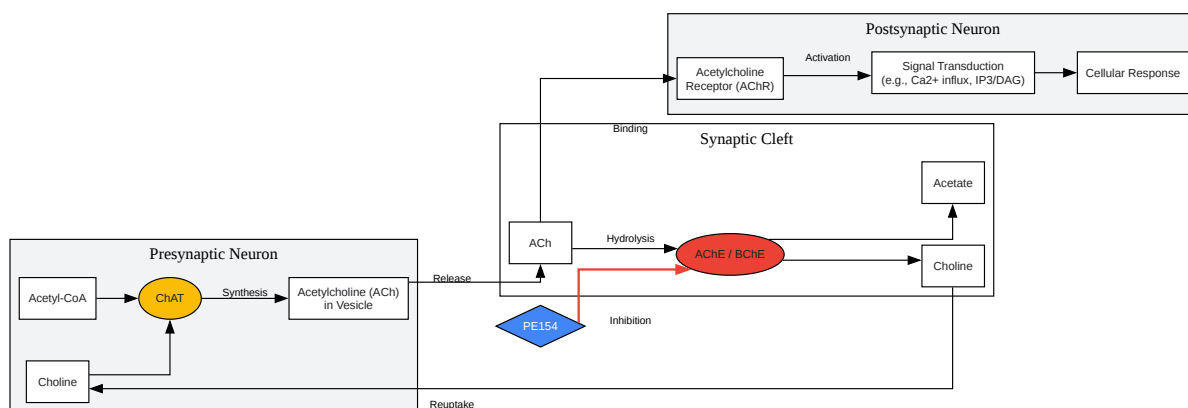 Postsynaptic Neuron
Acetylcholine
Receptor (AChR)
Activation
Signal Transduction
(e.g., Ca2+ influx, IP3/DAG)
Cellular Response
Binding
Synaptic Cleft
Acetate
ACh
Hydrolysis
AChE / BChE
Choline
Presynaptic Neuron
Acetyl-CoA
ChAT
Synthesis
Acetylcholine (ACh)
in Vesicle
Release
PE154
Inhibition
Choline
Reuptake